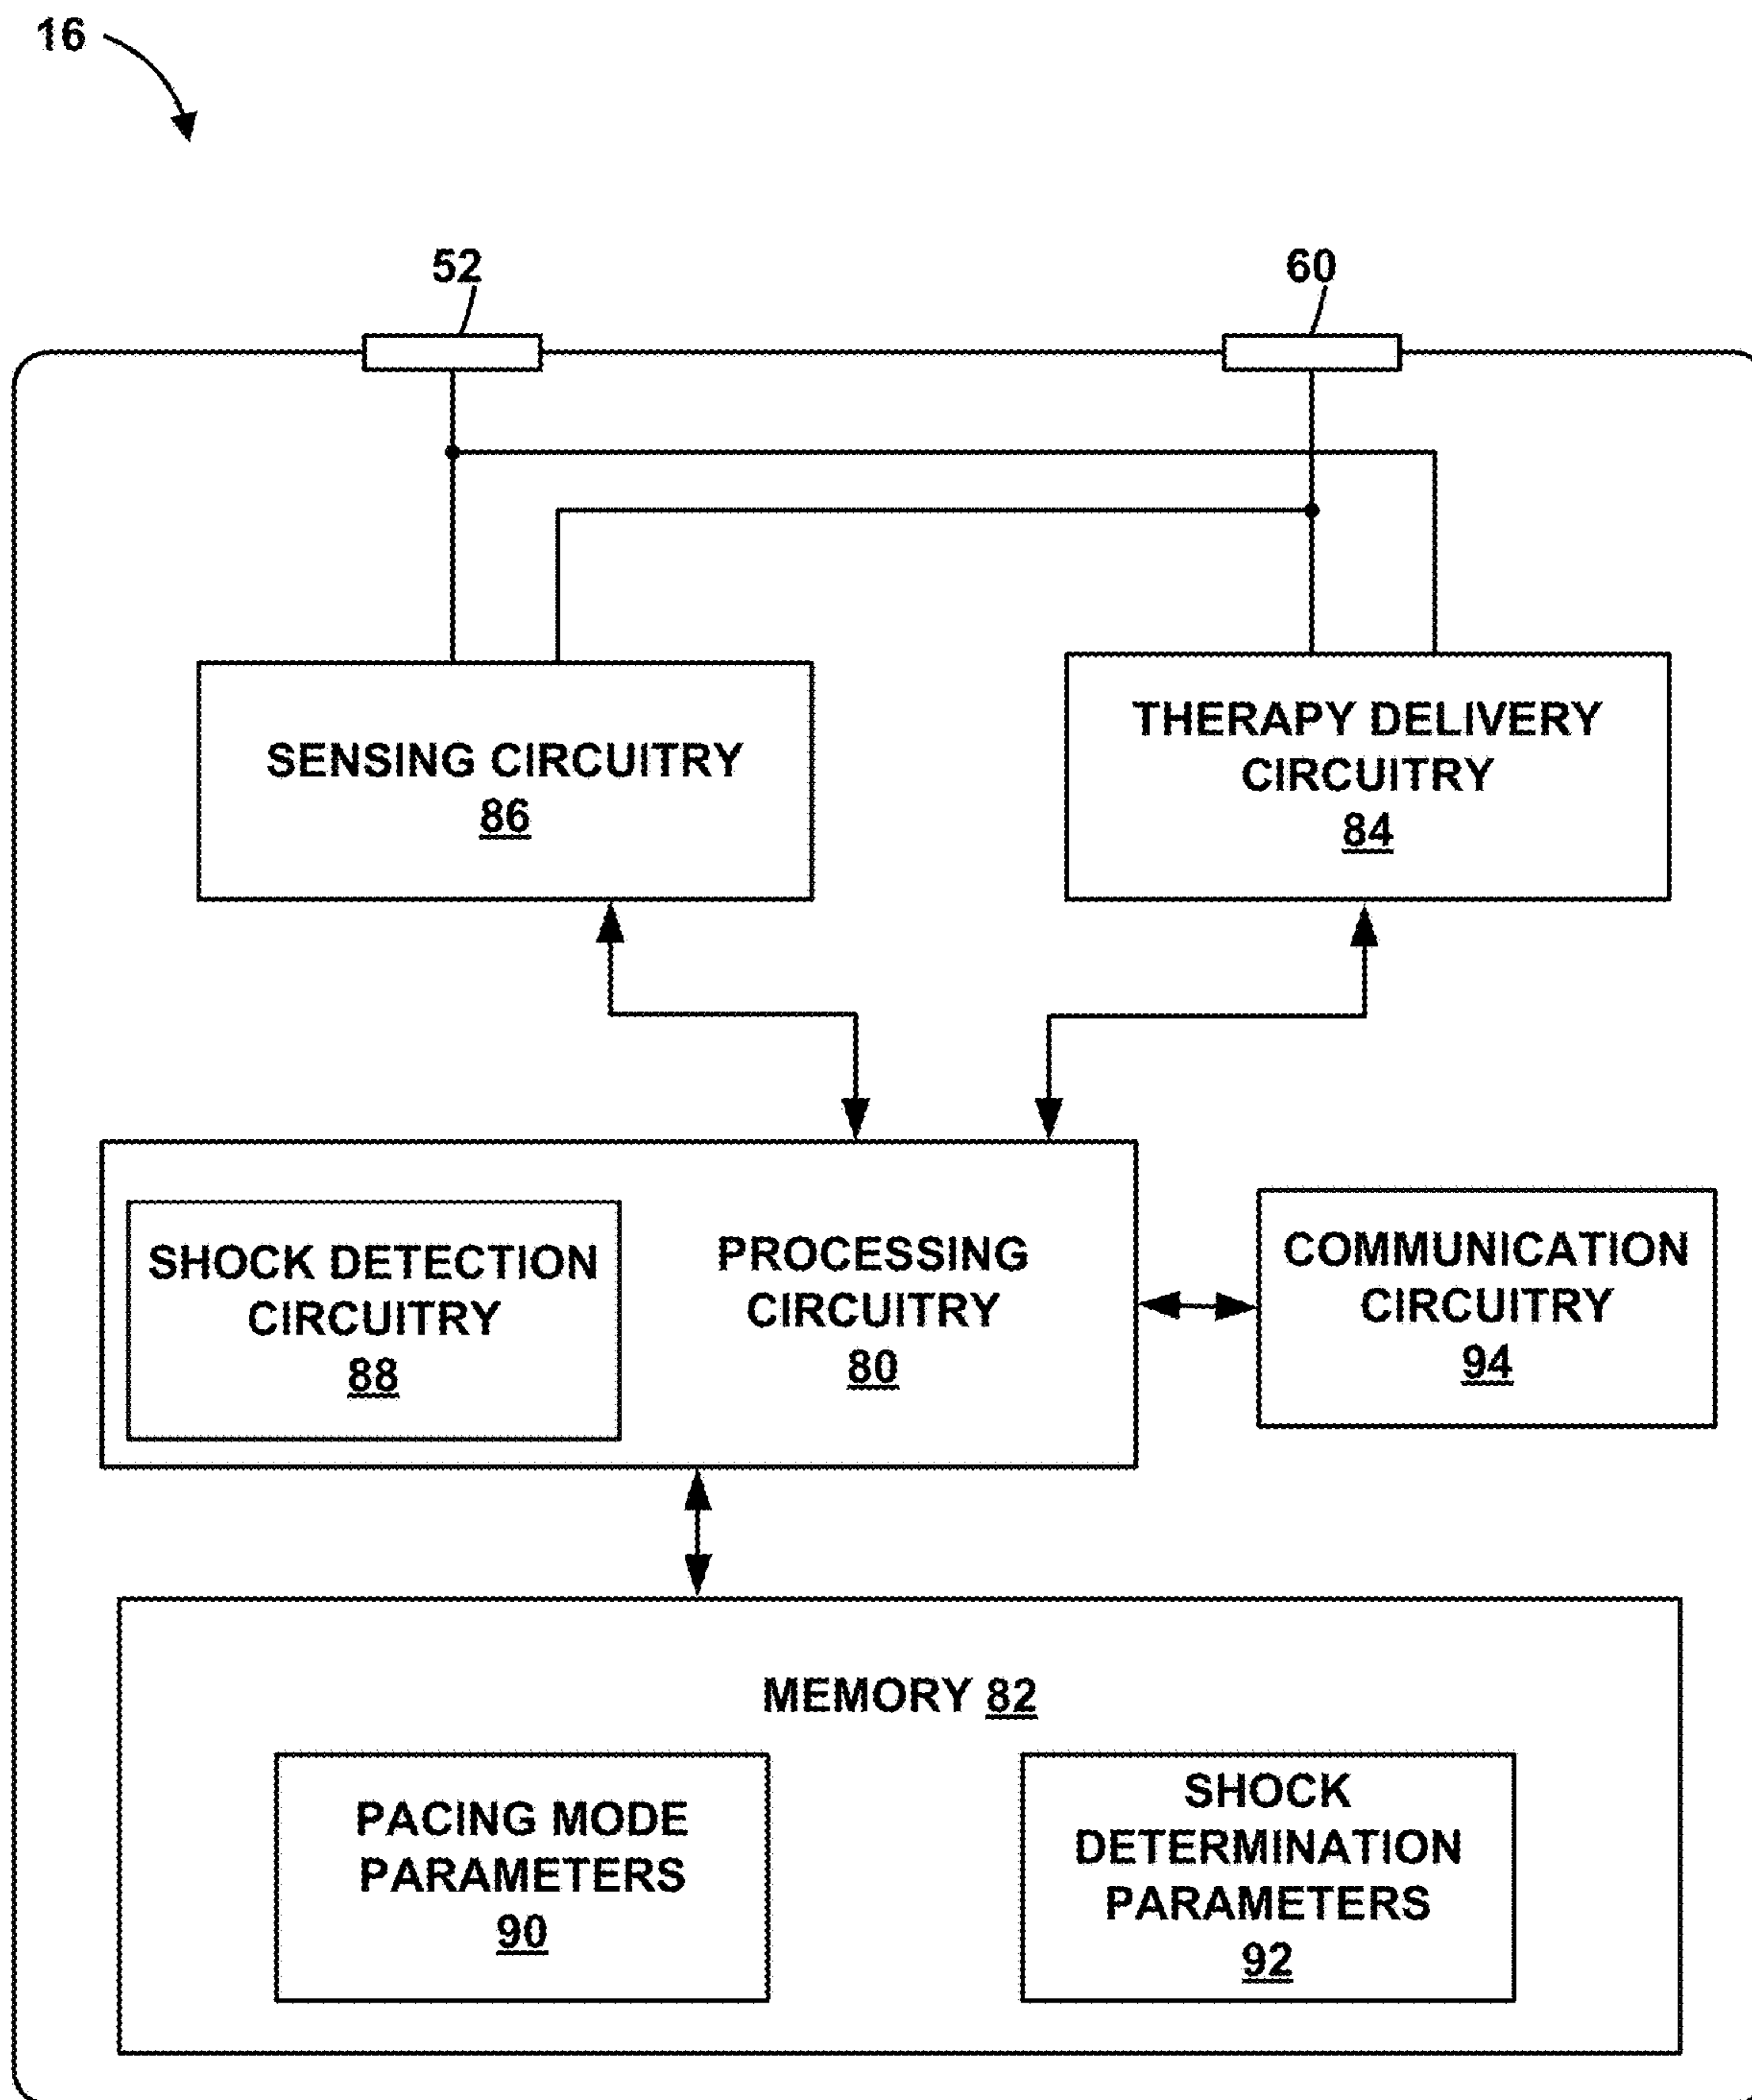 16
52
60
SENSING CIRCUITRY
86
THERAPY DELIVERY
CIRCUITRY
84
SHOCK DETECTION
CIRCUITRY
88
PROCESSING
CIRCUITRY
80
COMMUNICATION
CIRCUITRY
94
MEMORY 82
PACING MODE
PARAMETERS
90
SHOCK
DETERMINATION
PARAMETERS
92